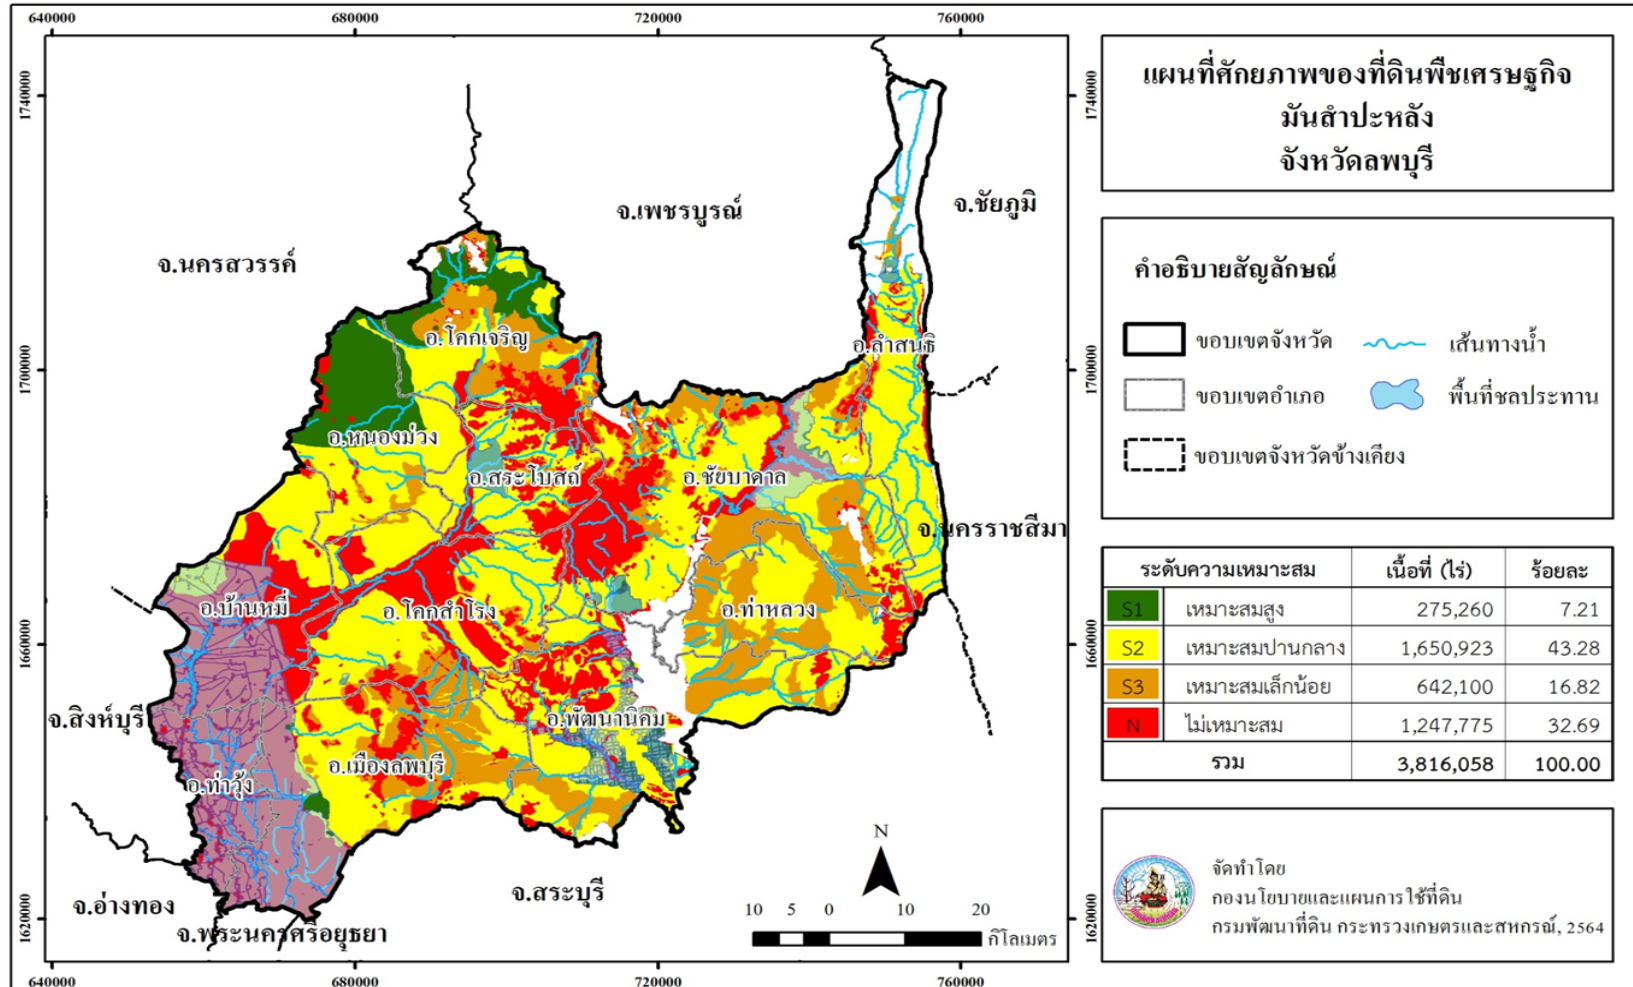 640000 680000 720000 760000
แผนที่ศักยภาพของที่ดินพืชเศรษฐกิจ
มันสำปะหลัง
จังหวัดลพบุรี
1740000 1740000
จ.ชัยภูมิ
จ.เพชรบูรณ์
จ.นครสวรรค์
คำอธิบายสัญลักษณ์
ขอบเขตจังหวัด เส้นทางน้ำ
ขอบเขตอำเภอ พื้นที่ชลประทาน
ขอบเขตจังหวัดข้างเคียง
อ.โคกเจริญ
อ.ลำสนธิ
1700000 1700000
อ.หนองม่วง
อ.สระโบสถ์
อ.ชัยบาดาล
จ.นครราชสีมา
ระดับความเหมาะสม เนื้อที่ (ไร่) ร้อยละ
S1 เหมาะสมสูง 275,260 7.21
S2 เหมาะสมปานกลาง 1,650,923 43.28
S3 เหมาะสมเล็กน้อย 642,100 16.82
N ไม่เหมาะสม 1,247,775 32.69
รวม 3,816,058 100.00
อ.บ้านหมี่
อ.โคกสำโรง
อ.ท่าหลวง
1660000 1660000
จ.สิงห์บุรี
อ.พัฒนานิคม
อ.เมืองลพบุรี
อ.ท่าวุ้ง
N
จ.อ่างทอง
จ.สระบุรี
จ.พระนครศรีอยุธยา
10 5 0 10 20
กิโลเมตร
1620000 1620000
จัดทำโดย
กองนโยบายและแผนการใช้ที่ดิน
กรมพัฒนาที่ดิน กระทรวงเกษตรและสหกรณ์, 2564
640000 680000 720000 760000